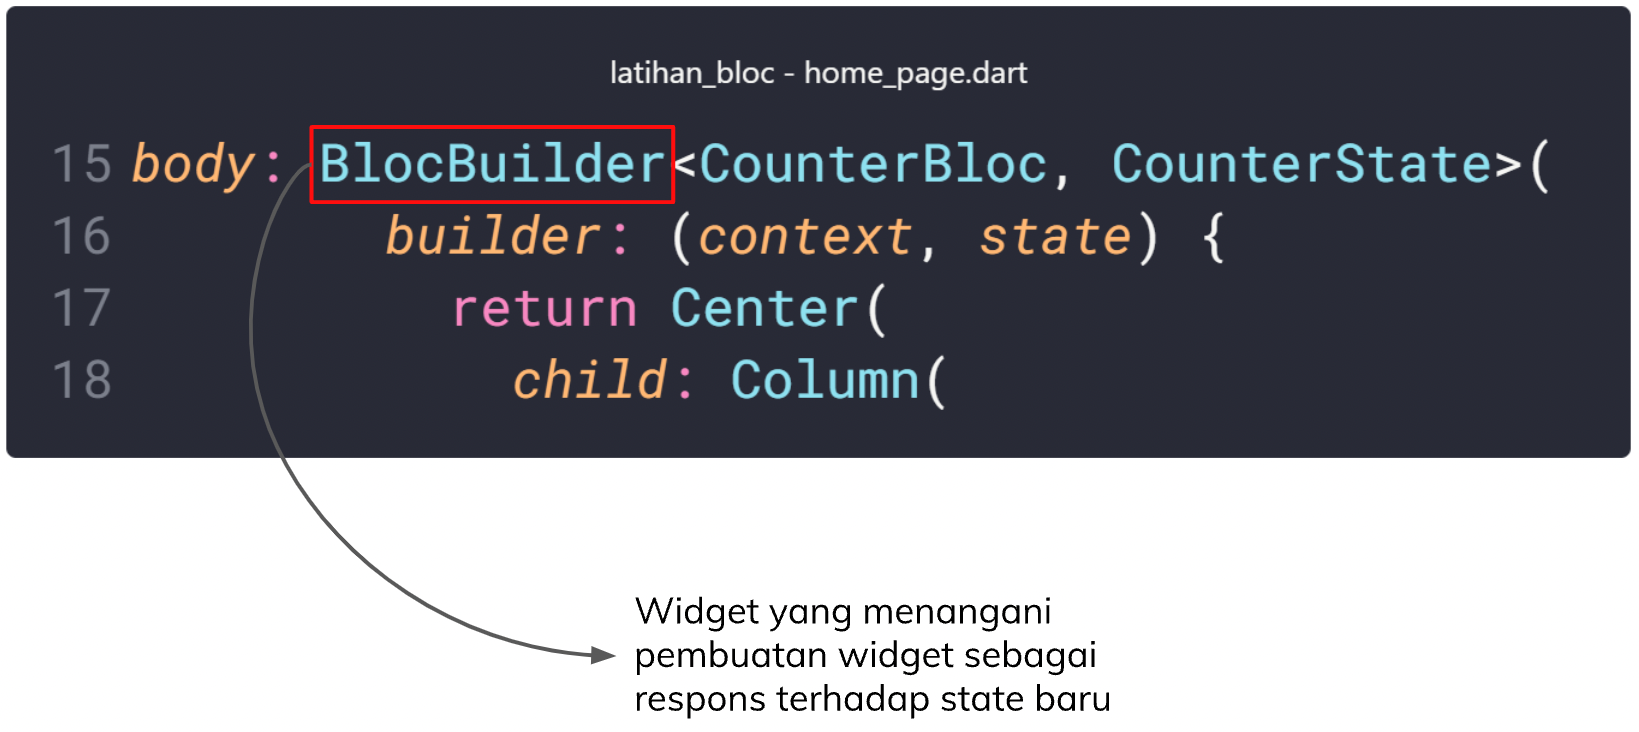 latihan_bloc - home_page.dart
15 body: BlocBuilder<CounterBloc, CounterState>(
16 builder: (context, state) {
17 return Center(
18 child: Column(
Widget yang menangani
pembuatan widget sebagai
respons terhadap state baru